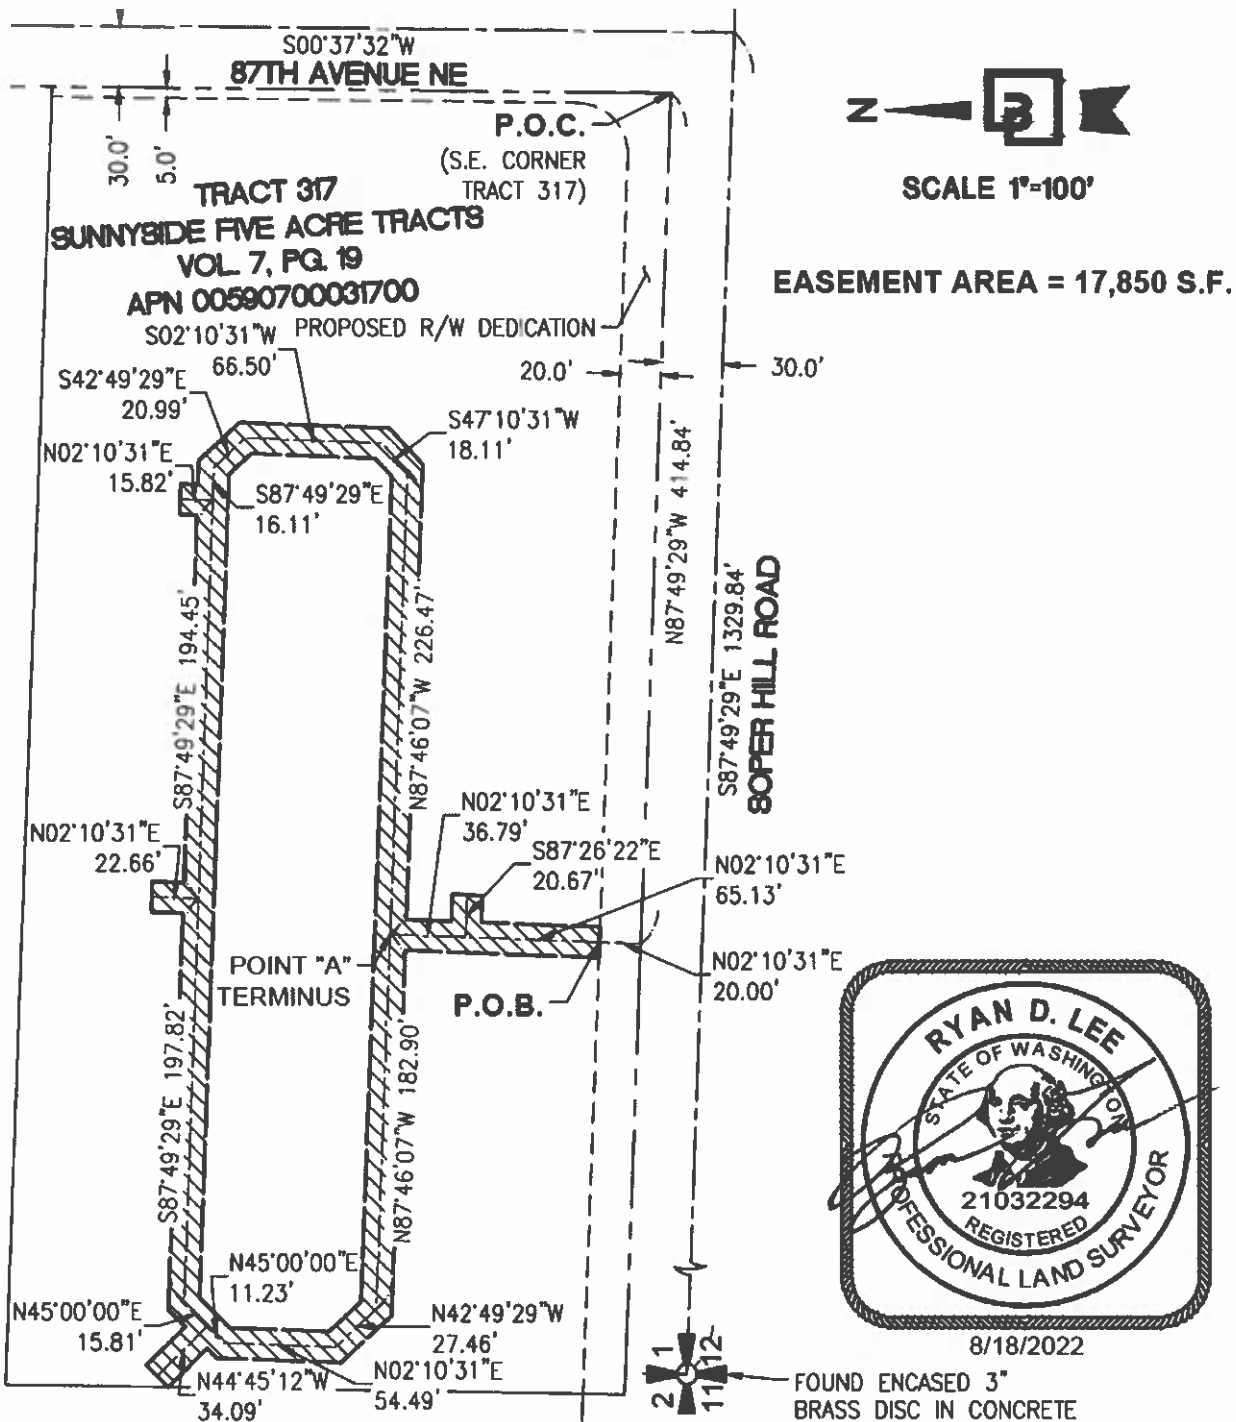 S00°37'32"W
87TH AVENUE NE
30.0'
5.0'
P.O.C.
(S.E. CORNER
TRACT 317)
N
B
SCALE 1"=100'
EASEMENT AREA = 17,850 S.F.
TRACT 317
SUNNYSIDE FIVE ACRE TRACTS
VOL. 7, PG. 19
APN 00590700031700
S02°10'31"W
66.50'
PROPOSED R/W DEDICATION
20.0'
30.0'
S42°49'29"E
20.99'
N02°10'31"E
15.82'
S47°10'31"W
18.11'
S87°49'29"E
16.11'
N87°49'29"W 414.84'
S87°49'29"E 1329.84'
SOPER HILL ROAD
S87°49'29"E 194.45'
N87°46'07"W 226.47'
N02°10'31"E
36.79'
S87°26'22"E
20.67'
N02°10'31"E
65.13'
N02°10'31"E
22.66'
POINT "A"
TERMINUS
P.O.B.
N02°10'31"E
20.00'
S87°49'29"E 197.82'
N87°46'07"W 182.90'
N45°00'00"E
11.23'
N45°00'00"E
15.81'
N42°49'29"W
27.46'
N02°10'31"E
54.49'
N44°45'12"W
34.09'
RYAN D. LEE
STATE OF WASHINGTON
21032294
REGISTERED
PROFESSIONAL LAND SURVEYOR
8/18/2022
2 1
11 12
FOUND ENCASED 3"
BRASS DISC IN CONCRETE